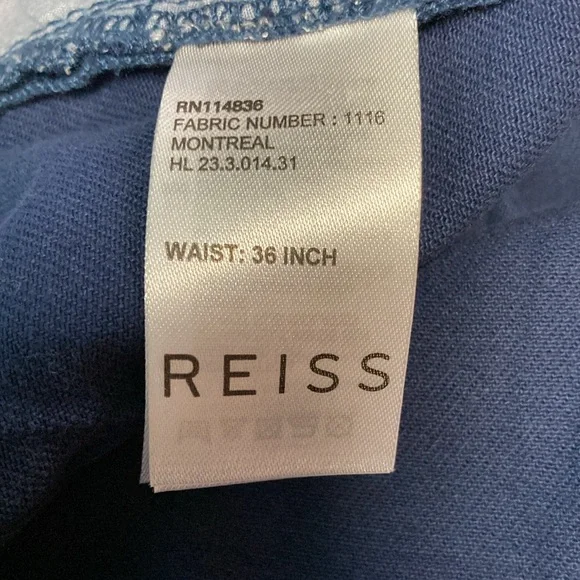 RN114836
FABRIC NUMBER : 1116
MONTREAL
HL 23.3.014.31
WAIST: 36 INCH
REISS